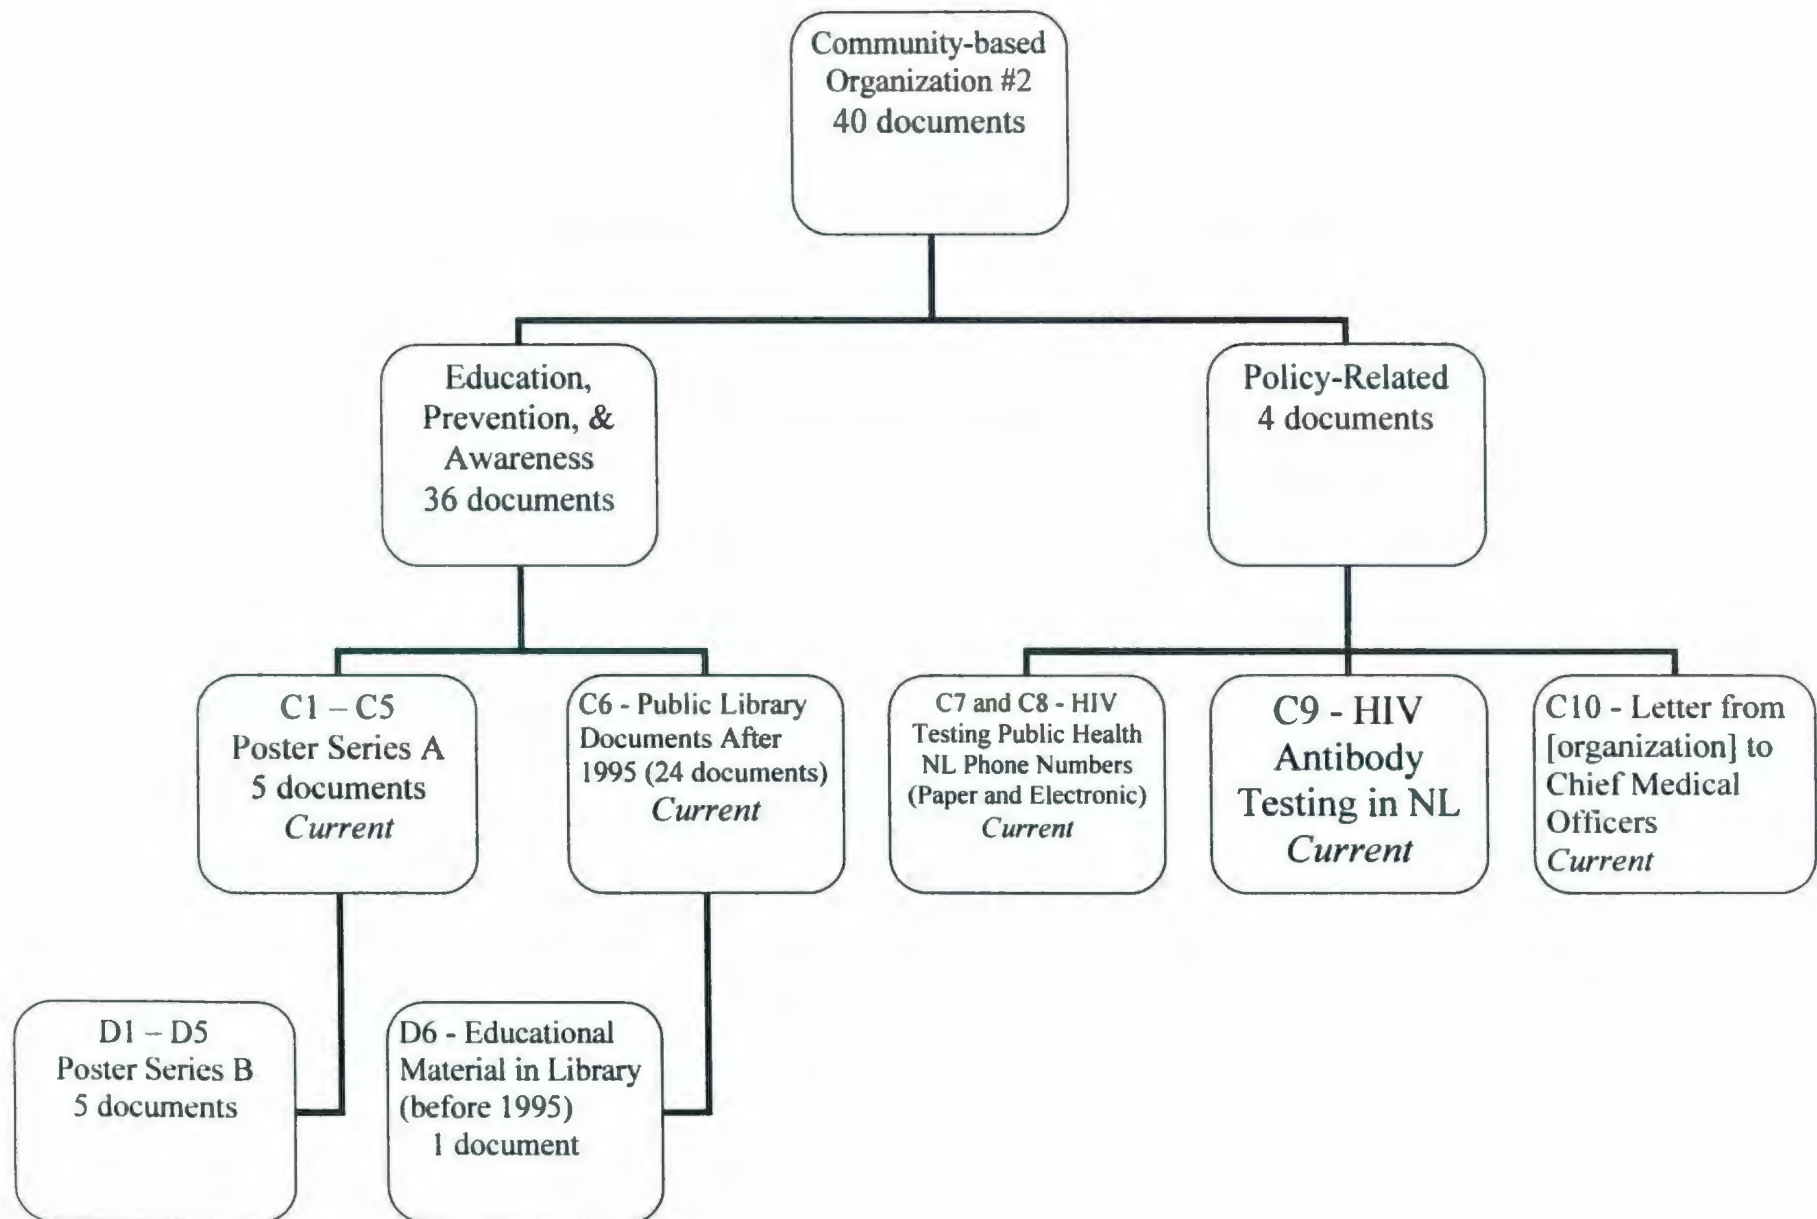 Community-based
Organization #2
40 documents
Education,
Prevention, &
Awareness
36 documents
Policy-Related
4 documents
C1 – C5
Poster Series A
5 documents
Current
C6 - Public Library
Documents After
1995 (24 documents)
Current
C7 and C8 - HIV
Testing Public Health
NL Phone Numbers
(Paper and Electronic)
Current
C9 - HIV
Antibody
Testing in NL
Current
C10 - Letter from
[organization] to
Chief Medical
Officers
Current
D1 – D5
Poster Series B
5 documents
D6 - Educational
Material in Library
(before 1995)
1 document